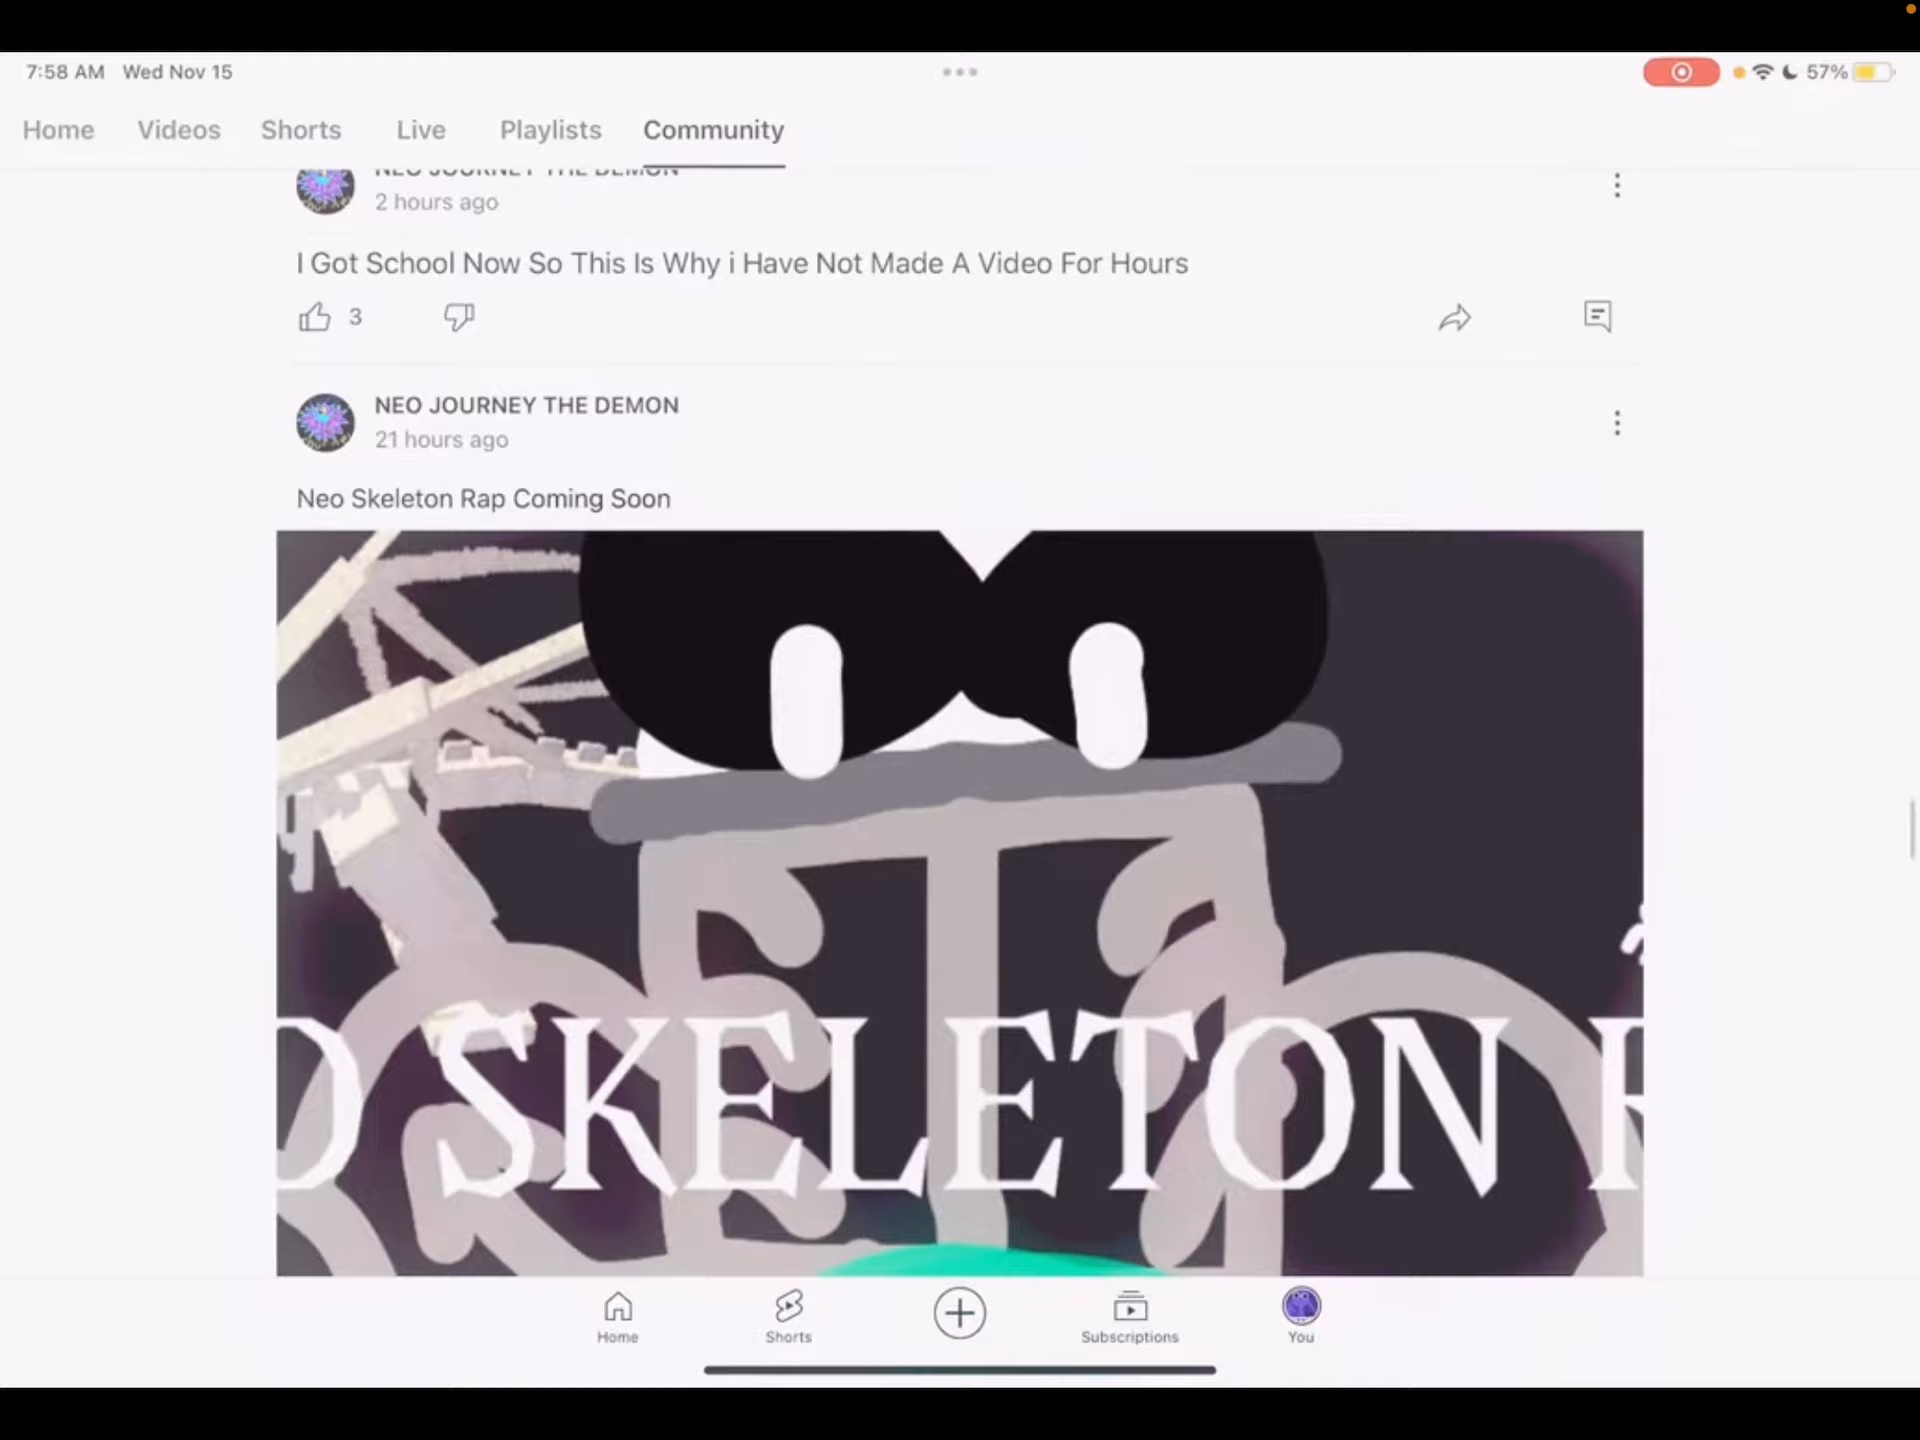 7:58 AM Wed Nov 15
57%
Home Videos Shorts Live Playlists Community
NEO JOURNEY THE DEMON
2 hours ago
I Got School Now So This Is Why i Have Not Made A Video For Hours
3
NEO JOURNEY THE DEMON
21 hours ago
Neo Skeleton Rap Coming Soon
O SKELETON R
Home Shorts Subscriptions You